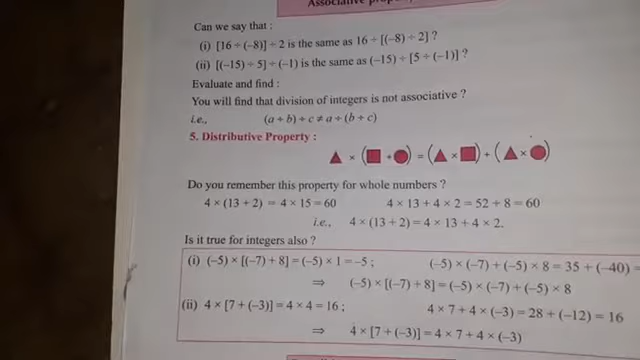 Associative property
Can we say that :
(i) [16 ÷ (–8)] ÷ 2 is the same as 16 ÷ [(–8) ÷ 2] ?
(ii) [(–15) ÷ 5] ÷ (–1) is the same as (–15) ÷ [5 ÷ (–1)] ?
Evaluate and find :
You will find that division of integers is not associative ?
i.e., (a ÷ b) ÷ c ≠ a ÷ (b ÷ c)
5. Distributive Property :
▲ × (■ + ●) = (▲ × ■) + (▲ × ●)
Do you remember this property for whole numbers ?
4 × (13 + 2) = 4 × 15 = 60 4 × 13 + 4 × 2 = 52 + 8 = 60
i.e., 4 × (13 + 2) = 4 × 13 + 4 × 2.
Is it true for integers also ?
(i) (–5) × [(–7) + 8] = (–5) × 1 = –5 ; (–5) × (–7) + (–5) × 8 = 35 + (–40) =
⇒ (–5) × [(–7) + 8] = (–5) × (–7) + (–5) × 8
(ii) 4 × [7 + (–3)] = 4 × 4 = 16 ; 4 × 7 + 4 × (–3) = 28 + (–12) = 16
⇒ 4 × [7 + (–3)] = 4 × 7 + 4 × (–3)